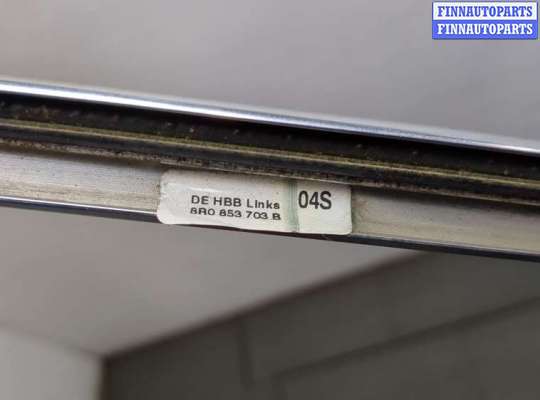 FINNAUTOPARTS
FINNAUTOPARTS
DE HBB Links 04S
8R0 853 703 B